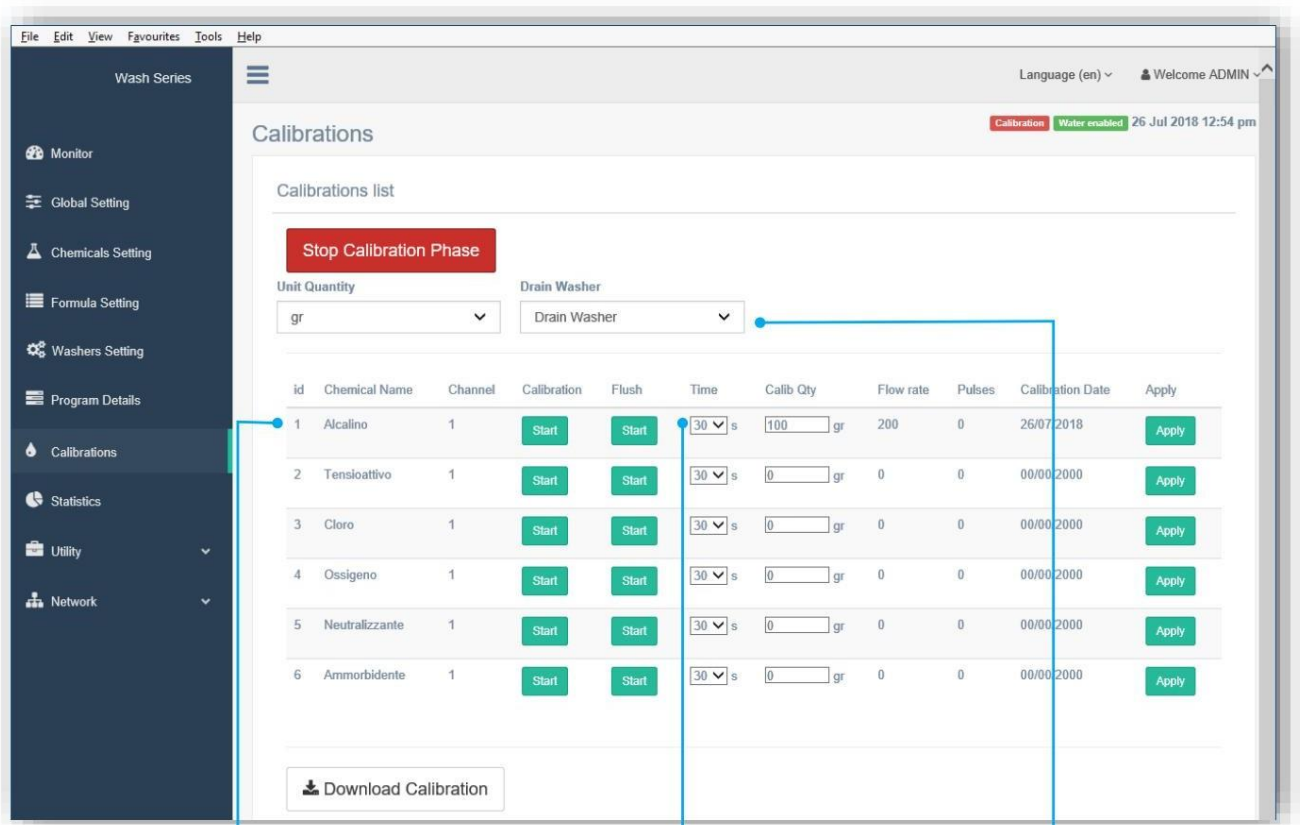 File Edit View Favourites Tools Help
Wash Series
Language (en)
Welcome ADMIN
Monitor
Global Setting
Chemicals Setting
Formula Setting
Washers Setting
Program Details
Calibrations
Statistics
Utility
Network
Calibrations
Calibration Water enabled 26 Jul 2018 12:54 pm
Calibrations list
Stop Calibration Phase
Unit Quantity Drain Washer
gr Drain Washer
id Chemical Name Channel Calibration Flush Time Calib Qty Flow rate Pulses Calibration Date Apply
1 Alcalino 1 Start Start 30 s 100 gr 200 0 26/07/2018 Apply
2 Tensioattivo 1 Start Start 30 s 0 gr 0 0 00/00/2000 Apply
3 Cloro 1 Start Start 30 s 0 gr 0 0 00/00/2000 Apply
4 Ossigeno 1 Start Start 30 s 0 gr 0 0 00/00/2000 Apply
5 Neutralizzante 1 Start Start 30 s 0 gr 0 0 00/00/2000 Apply
6 Ammorbidente 1 Start Start 30 s 0 gr 0 0 00/00/2000 Apply
Download Calibration